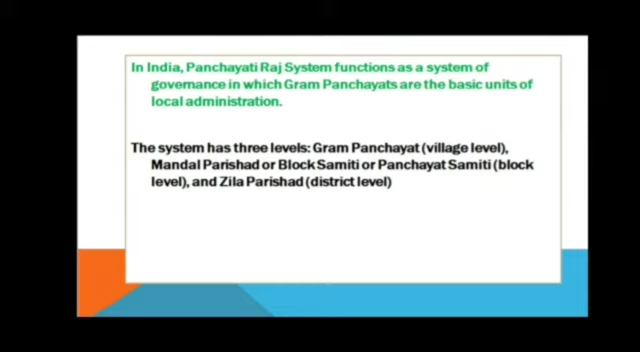 In India, Panchayati Raj System functions as a system of
governance in which Gram Panchayats are the basic units of
local administration.
The system has three levels: Gram Panchayat (village level),
Mandal Parishad or Block Samiti or Panchayat Samiti (block
level), and Zila Parishad (district level)